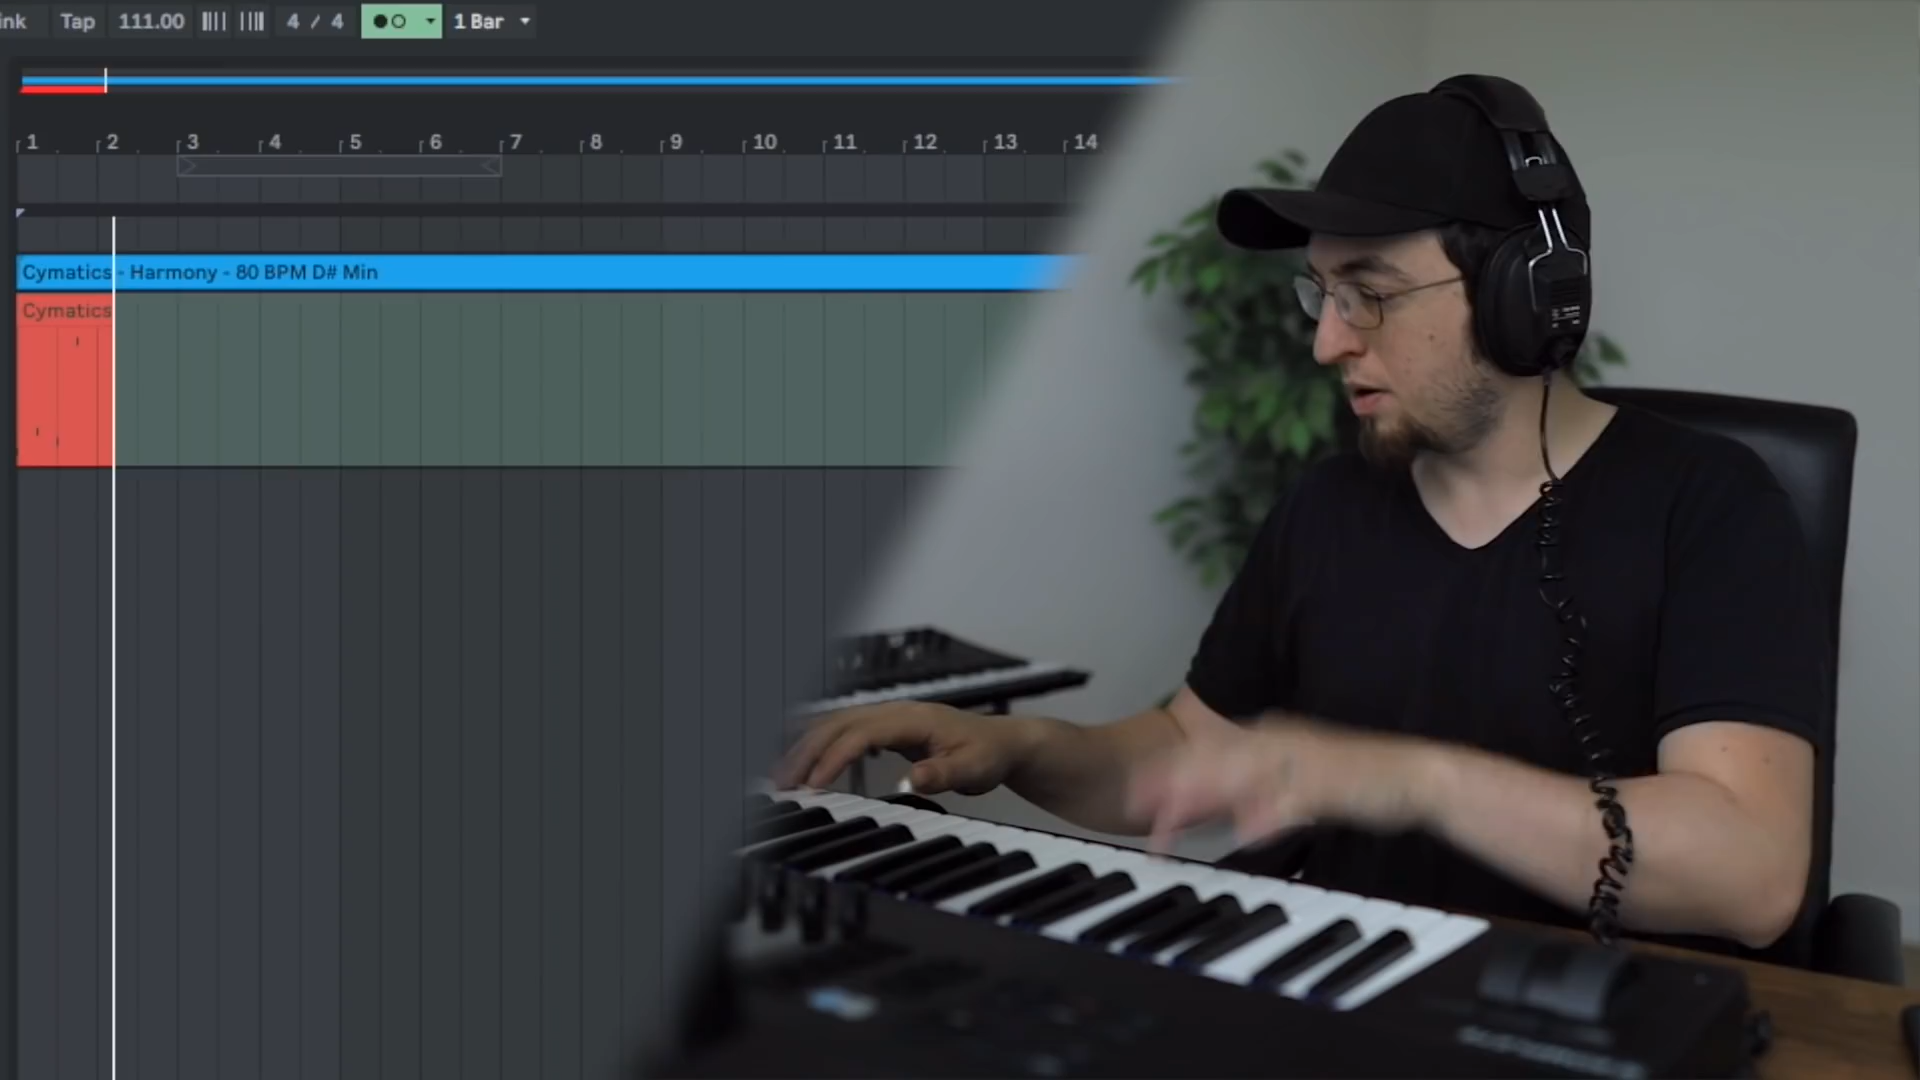 ink Tap 111.00 4 / 4 1 Bar
1 2 3 4 5 6 7 8 9 10 11 12 13 14
Cymatics - Harmony - 80 BPM D# Min
Cymatics